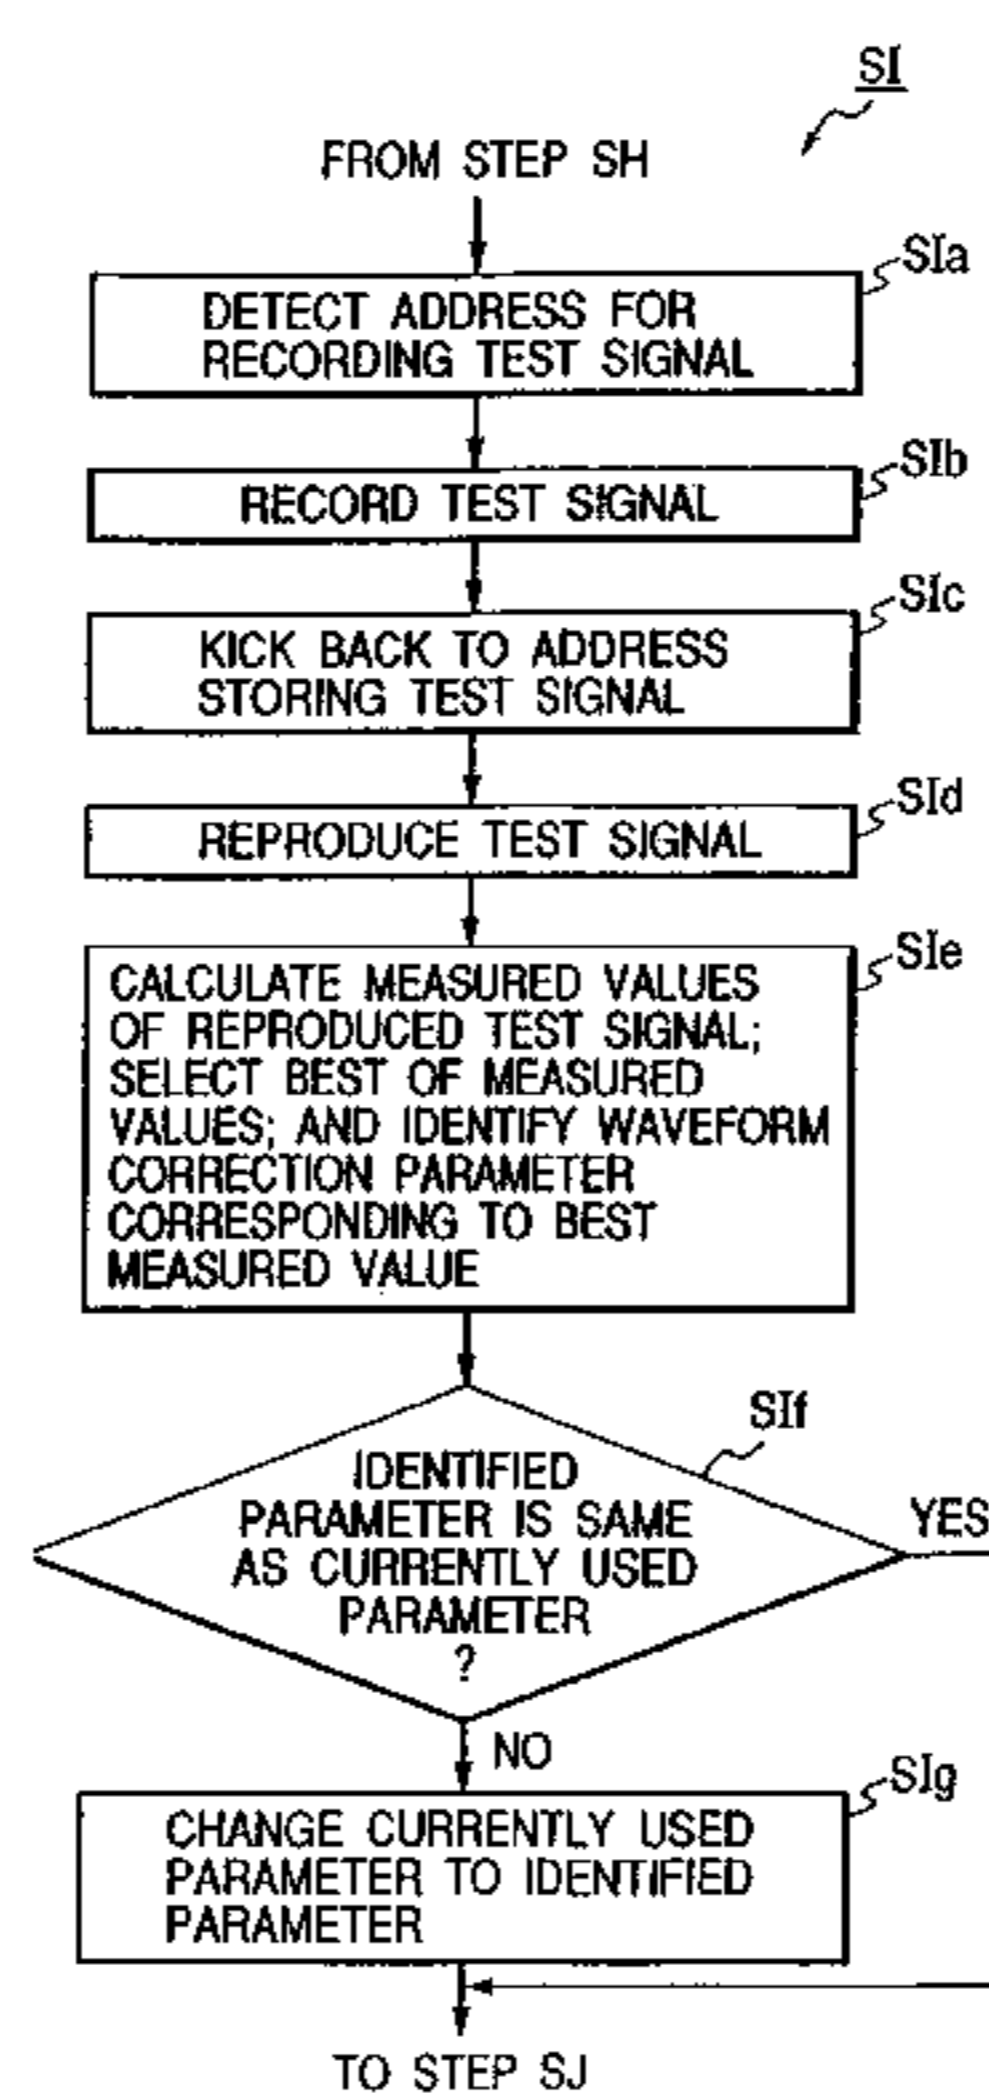 SI
FROM STEP SH
SIa
DETECT ADDRESS FOR
RECORDING TEST SIGNAL
SIb
RECORD TEST SIGNAL
SIc
KICK BACK TO ADDRESS
STORING TEST SIGNAL
SId
REPRODUCE TEST SIGNAL
SIe
CALCULATE MEASURED VALUES
OF REPRODUCED TEST SIGNAL;
SELECT BEST OF MEASURED
VALUES; AND IDENTIFY WAVEFORM
CORRECTION PARAMETER
CORRESPONDING TO BEST
MEASURED VALUE
SIf
IDENTIFIED
PARAMETER IS SAME
AS CURRENTLY USED
PARAMETER
?
YES
NO
SIg
CHANGE CURRENTLY USED
PARAMETER TO IDENTIFIED
PARAMETER
TO STEP SJ